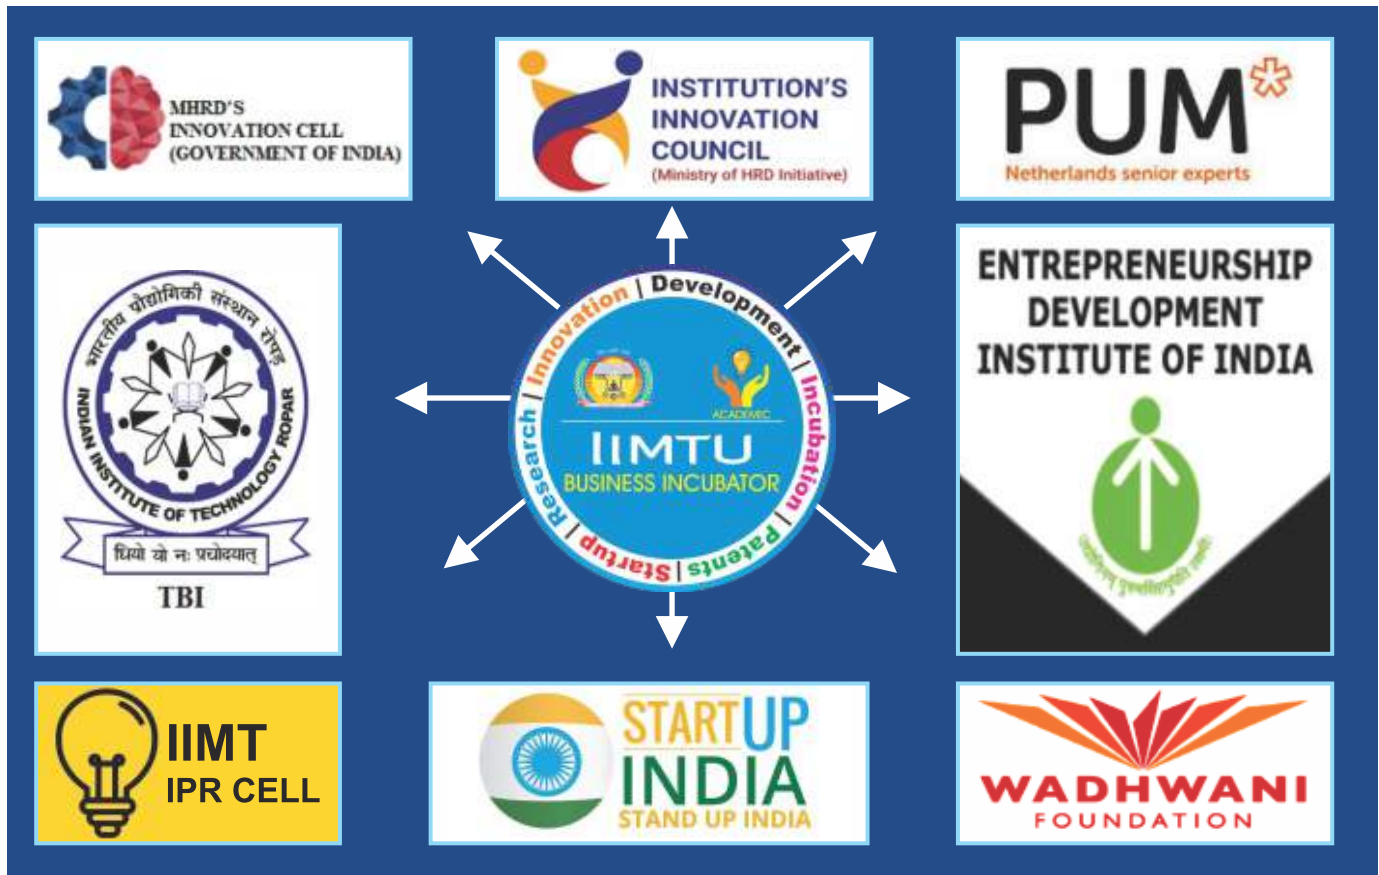 MHRD'S
INNOVATION CELL
(GOVERNMENT OF INDIA)
INSTITUTION'S
INNOVATION
COUNCIL
(Ministry of HRD Initiative)
PUM
Netherlands senior experts
भारतीय प्रौद्योगिकी संस्थान रोपड़
INDIAN INSTITUTE OF TECHNOLOGY ROPAR
धियो यो नः प्रचोदयात्
TBI
Research | Innovation | Development | Incubation | Patents | Startup |
ACADEMEC
IIMTU
BUSINESS INCUBATOR
ENTREPRENEURSHIP
DEVELOPMENT
INSTITUTE OF INDIA
IIMT
IPR CELL
STARTUP
INDIA
STAND UP INDIA
WADHWANI
FOUNDATION